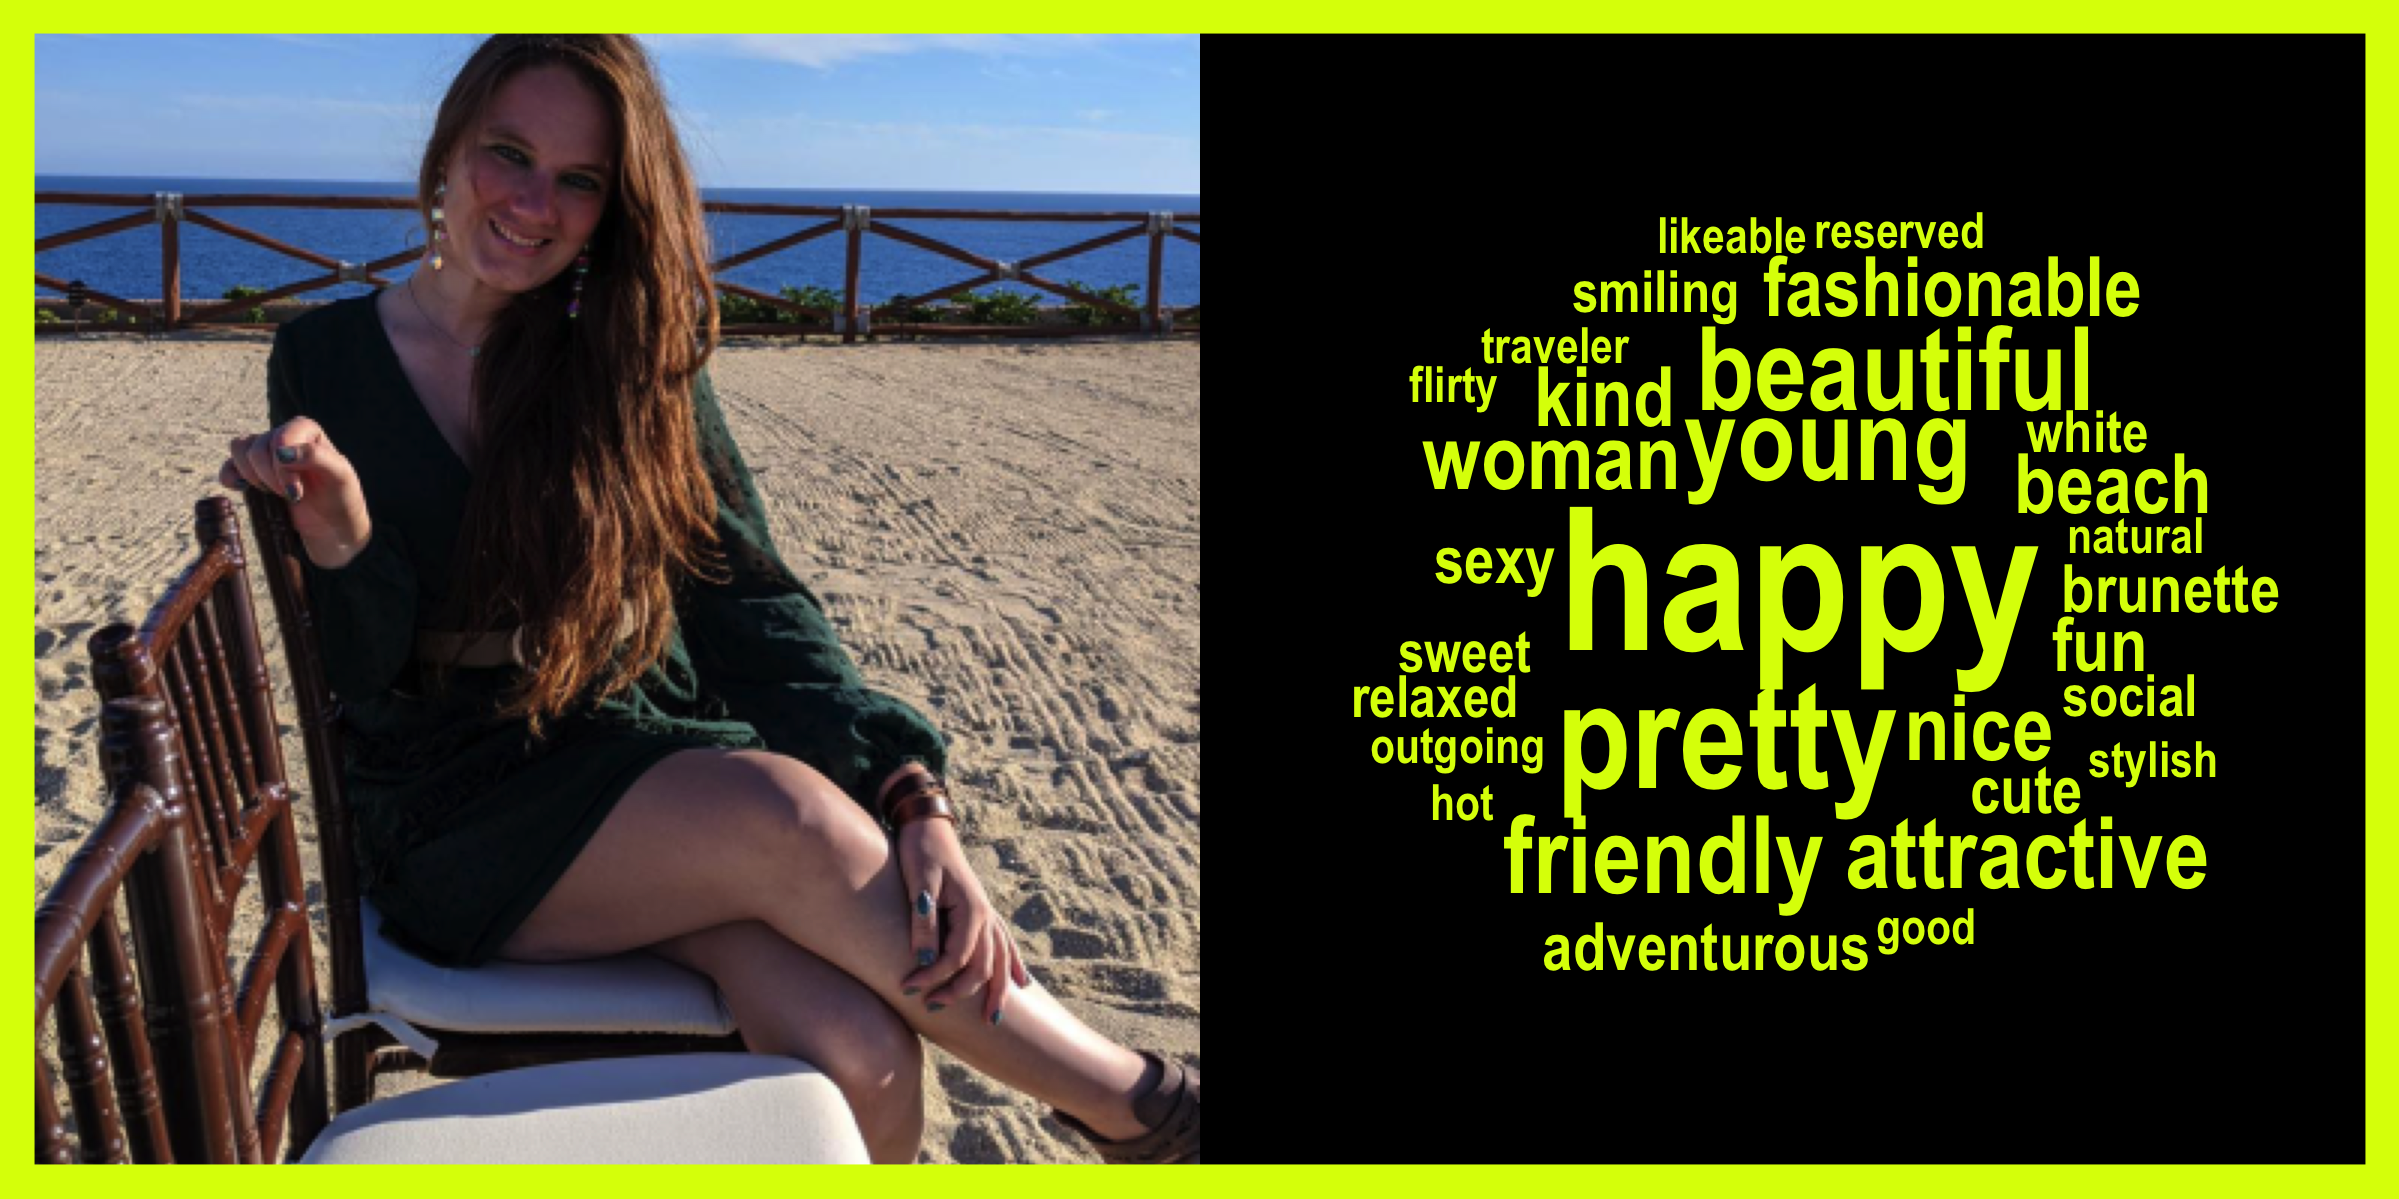 likeable reserved
smiling fashionable
traveler beautiful
flirty kind
woman young white
beach
natural
sexy happy brunette
fun
sweet
relaxed pretty nice social
outgoing stylish
hot cute
friendly attractive
adventurous good